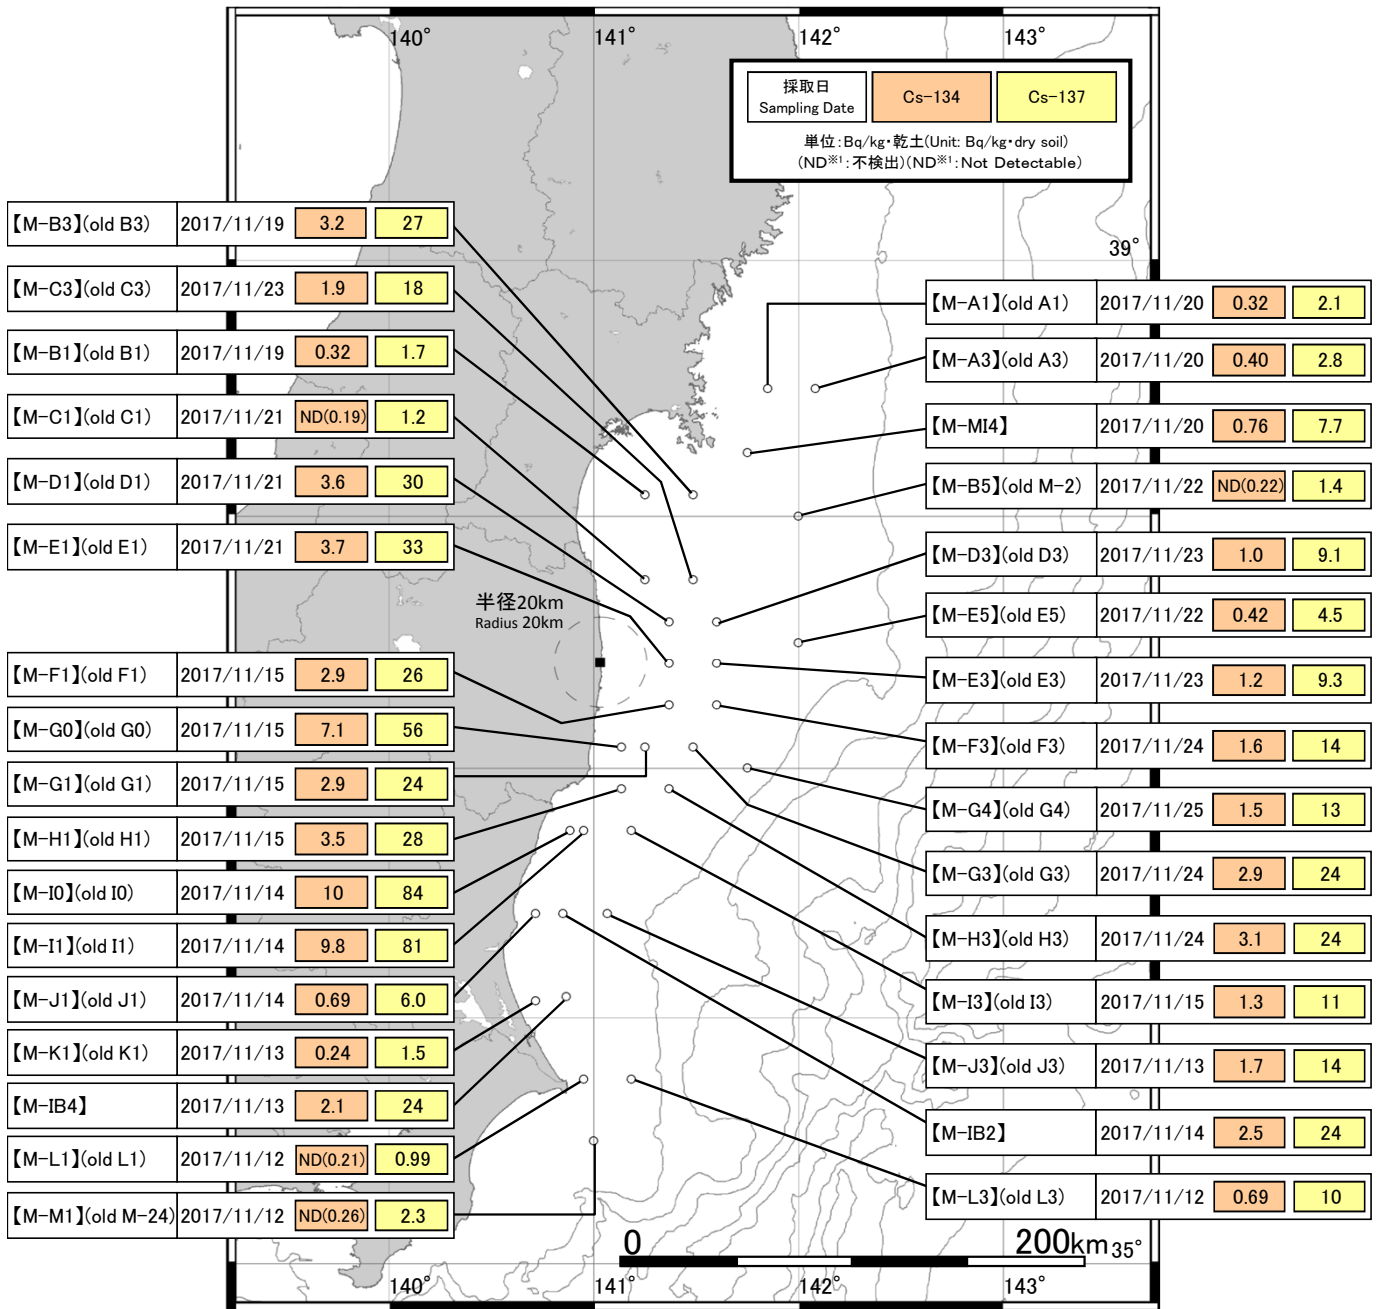 140° 141° 142° 143°
採取日
Sampling Date
Cs-134
Cs-137
単位:Bq/kg・乾土(Unit: Bq/kg・dry soil)
(ND※1:不検出)(ND※1:Not Detectable)
39°
【M-B3】(old B3) 2017/11/19 3.2 27
【M-C3】(old C3) 2017/11/23 1.9 18
【M-B1】(old B1) 2017/11/19 0.32 1.7
【M-C1】(old C1) 2017/11/21 ND(0.19) 1.2
【M-D1】(old D1) 2017/11/21 3.6 30
【M-E1】(old E1) 2017/11/21 3.7 33
半径20km
Radius 20km
【M-F1】(old F1) 2017/11/15 2.9 26
【M-G0】(old G0) 2017/11/15 7.1 56
【M-G1】(old G1) 2017/11/15 2.9 24
【M-H1】(old H1) 2017/11/15 3.5 28
【M-I0】(old I0) 2017/11/14 10 84
【M-I1】(old I1) 2017/11/14 9.8 81
【M-J1】(old J1) 2017/11/14 0.69 6.0
【M-K1】(old K1) 2017/11/13 0.24 1.5
【M-IB4】 2017/11/13 2.1 24
【M-L1】(old L1) 2017/11/12 ND(0.21) 0.99
【M-M1】(old M-24) 2017/11/12 ND(0.26) 2.3
【M-A1】(old A1) 2017/11/20 0.32 2.1
【M-A3】(old A3) 2017/11/20 0.40 2.8
【M-MI4】 2017/11/20 0.76 7.7
【M-B5】(old M-2) 2017/11/22 ND(0.22) 1.4
【M-D3】(old D3) 2017/11/23 1.0 9.1
【M-E5】(old E5) 2017/11/22 0.42 4.5
【M-E3】(old E3) 2017/11/23 1.2 9.3
【M-F3】(old F3) 2017/11/24 1.6 14
【M-G4】(old G4) 2017/11/25 1.5 13
【M-G3】(old G3) 2017/11/24 2.9 24
【M-H3】(old H3) 2017/11/24 3.1 24
【M-I3】(old I3) 2017/11/15 1.3 11
【M-J3】(old J3) 2017/11/13 1.7 14
【M-IB2】 2017/11/14 2.5 24
【M-L3】(old L3) 2017/11/12 0.69 10
0 200km
35°
140° 141° 142° 143°